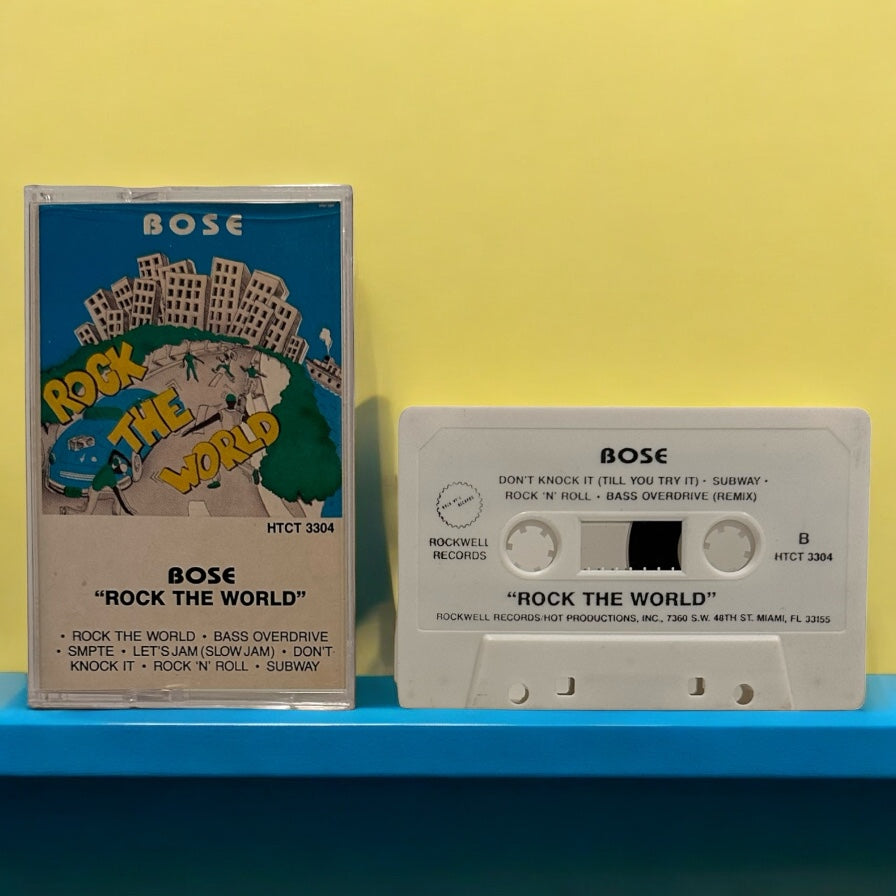 BOSE
ROCK
THE
WORLD
HTCT 3304
BOSE
“ROCK THE WORLD”
• ROCK THE WORLD • BASS OVERDRIVE
• SMPTE • LET'S JAM (SLOW JAM) • DON'T
KNOCK IT • ROCK 'N' ROLL • SUBWAY
BOSE
DON'T KNOCK IT (TILL YOU TRY IT) • SUBWAY •
ROCK 'N' ROLL • BASS OVERDRIVE (REMIX)
ROCKWELL
RECORDS
B
HTCT 3304
“ROCK THE WORLD”
ROCKWELL RECORDS/HOT PRODUCTIONS, INC., 7360 S.W. 48TH ST. MIAMI, FL 33155